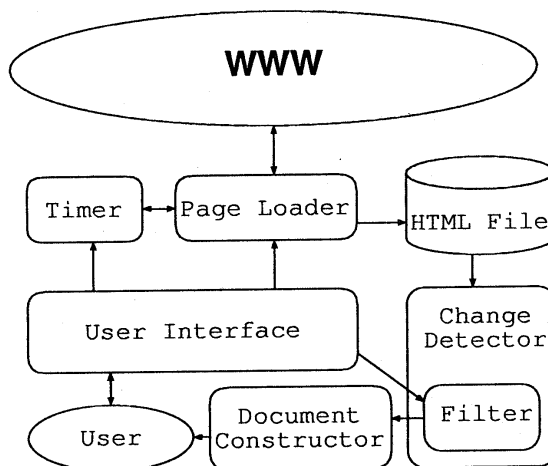 WWW
Timer
Page Loader
HTML File
User Interface
Change
Detector
Filter
Document
Constructor
User